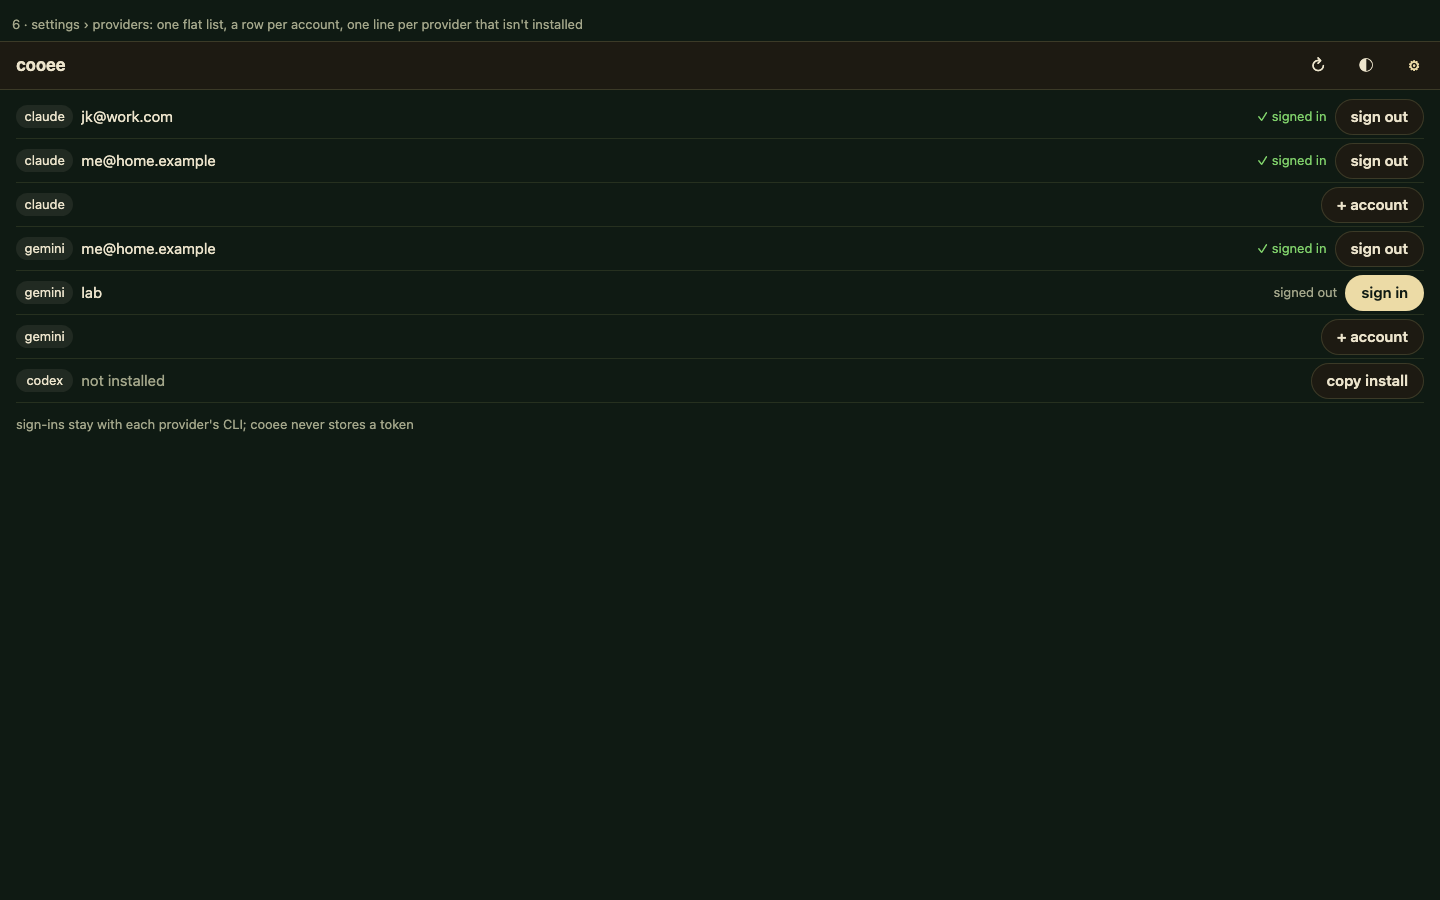 6 · settings › providers: one flat list, a row per account, one line per provider that isn't installed
cooee
claude jk@work.com ✓ signed in sign out
claude me@home.example ✓ signed in sign out
claude + account
gemini me@home.example ✓ signed in sign out
gemini lab signed out sign in
gemini + account
codex not installed copy install
sign-ins stay with each provider's CLI; cooee never stores a token